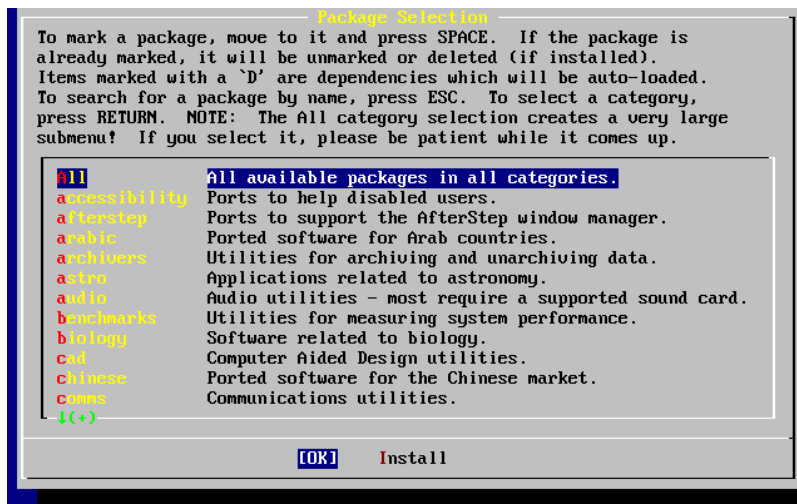 Package Selection
To mark a package, move to it and press SPACE.  If the package is
already marked, it will be unmarked or deleted (if installed).
Items marked with a `D' are dependencies which will be auto-loaded.
To search for a package by name, press ESC.  To select a category,
press RETURN.  NOTE:  The All category selection creates a very large
submenu!  If you select it, please be patient while it comes up.
All All available packages in all categories.
accessibility Ports to help disabled users.
afterstep Ports to support the AfterStep window manager.
arabic Ported software for Arab countries.
archivers Utilities for archiving and unarchiving data.
astro Applications related to astronomy.
audio Audio utilities - most require a supported sound card.
benchmarks Utilities for measuring system performance.
biology Software related to biology.
cad Computer Aided Design utilities.
chinese Ported software for the Chinese market.
comms Communications utilities.
↓(+)
[OK] Install